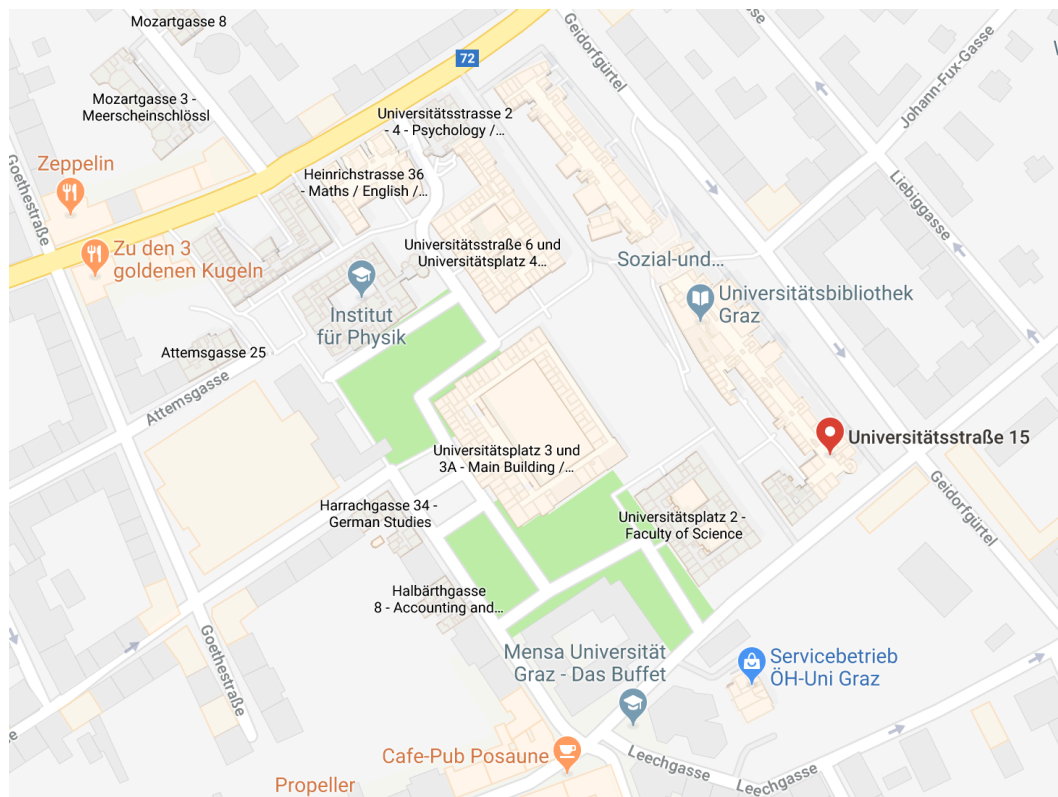 Mozartgasse 8
72
Geidorfgürtel
Johann-Fux-Gasse
Mozartgasse 3 -
Meerscheinschlössl
Universitätsstrasse 2
- 4 - Psychology /...
Zeppelin
Goethestraße
Heinrichstrasse 36
- Maths / English /...
Liebiggasse
Zu den 3
goldenen Kugeln
Universitätsstraße 6 und
Universitätsplatz 4...
Sozial-und...
Universitätsbibliothek
Graz
Institut
für Physik
Attemsgasse 25
Attemsgasse
Universitätsstraße 15
Universitätsplatz 3 und
3A - Main Building /...
Geidorfgürtel
Harrachgasse 34 -
German Studies
Universitätsplatz 2 -
Faculty of Science
Halbärthgasse
8 - Accounting and...
Goethestraße
Mensa Universität
Graz - Das Buffet
Servicebetrieb
ÖH-Uni Graz
Cafe-Pub Posaune
Leechgasse
Leechgasse
Propeller